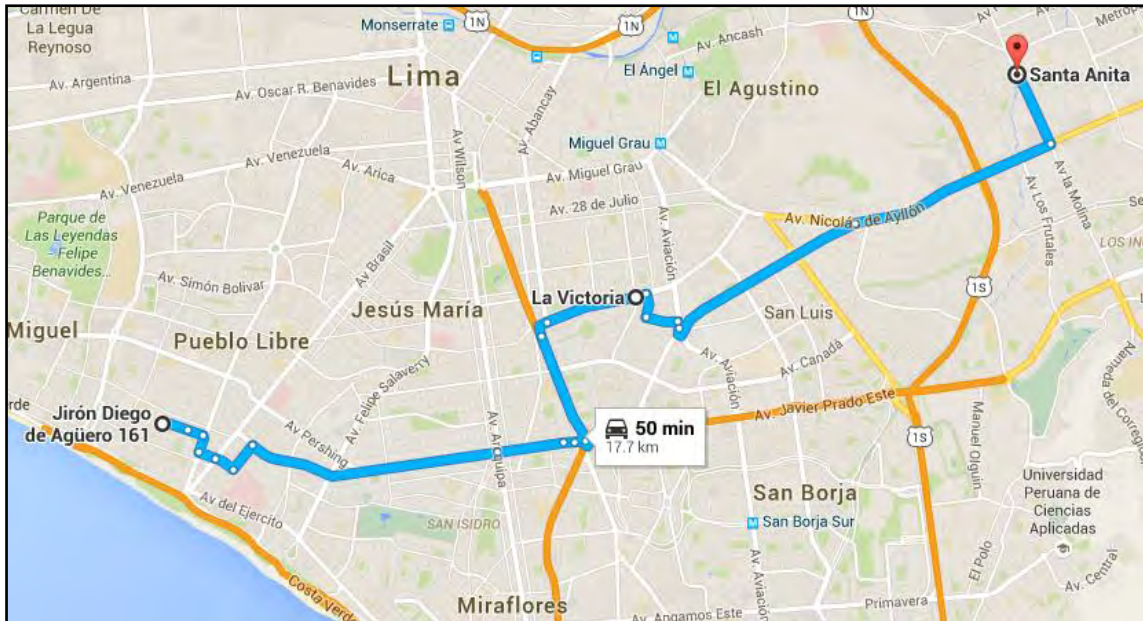 Carmen De
La Legua
Reynoso
Monserrate
1N
1N
1N
Av. Ancash
Metrop
Av. Argentina
Lima
El Ángel
El Agustino
Santa Anita
Av. Oscar R. Benavides
Av. Abancay
Av Wilson
Miguel Grau
Av. Venezuela
Av. Venezuela
Av. Arica
Av. Miguel Grau
Av. 28 de Julio
Av. Nicolás de Ayllón
Av Los Frutales
Av la Molina
Parque de
Las Leyendas
Felipe
Benavides...
Av Brasil
Av. Aviación
LOS IN
Av. Simón Bolivar
La Victoria
1S
Jesús María
San Luis
Miguel
Pueblo Libre
Av. Felipe Salaverry
Av. Canadá
Av. Aviación
erde
Jirón Diego
de Agüero 161
Av. Pershing
Av. Arequipa
50 min
17.7 km
Av. Javier Prado Este
1S
Manuel Olguin
Universidad
Peruana de
Ciencias
Aplicadas
San Borja
Av del Ejercito
SAN ISIDRO
San Borja Sur
Av. Aviación
El Polo
Av. Central
Costa Verde
Miraflores
Av. Angamos Este
Primavera